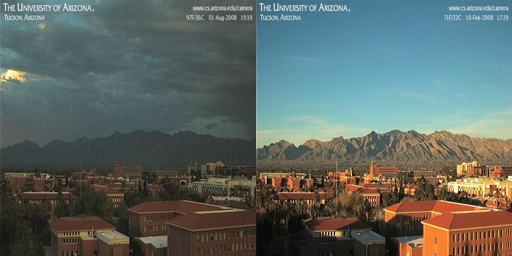 THE UNIVERSITY OF ARIZONA.
www.cs.arizona.edu/camera
TUCSON, ARIZONA
97F/36C 01-Aug-2008 19:19
THE UNIVERSITY OF ARIZONA.
www.cs.arizona.edu/camera
TUCSON, ARIZONA
71F/22C 10-Feb-2008 17:29